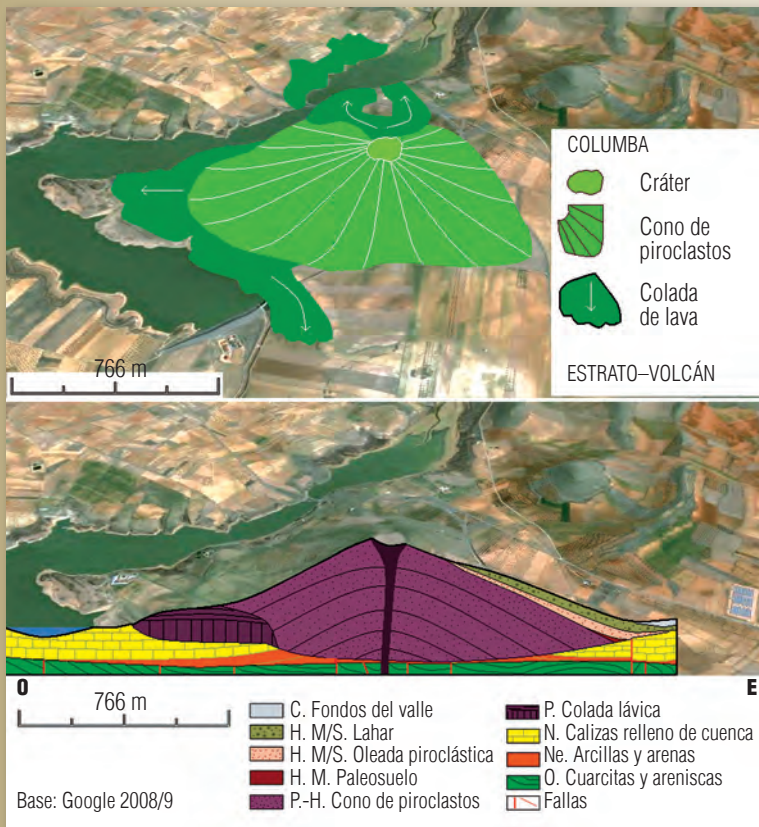 COLUMBA
Cráter
Cono de
piroclastos
Colada
de lava
ESTRATO–VOLCÁN
766 m
O
E
766 m
Base: Google 2008/9
C. Fondos del valle
H. M/S. Lahar
H. M/S. Oleada piroclástica
H. M. Paleosuelo
P.-H. Cono de piroclastos
P. Colada lávica
N. Calizas relleno de cuenca
Ne. Arcillas y arenas
O. Cuarcitas y areniscas
Fallas